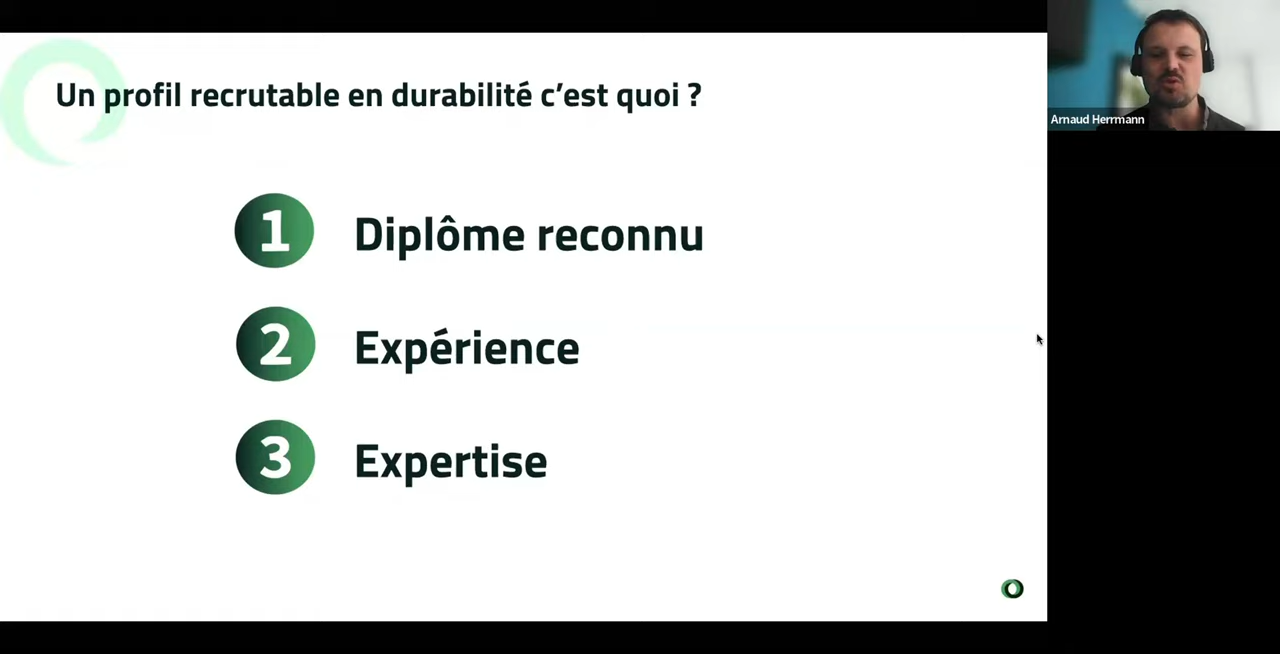 Un profil recrutable en durabilité c’est quoi ?
1 Diplôme reconnu
2 Expérience
3 Expertise
Arnaud Herrmann